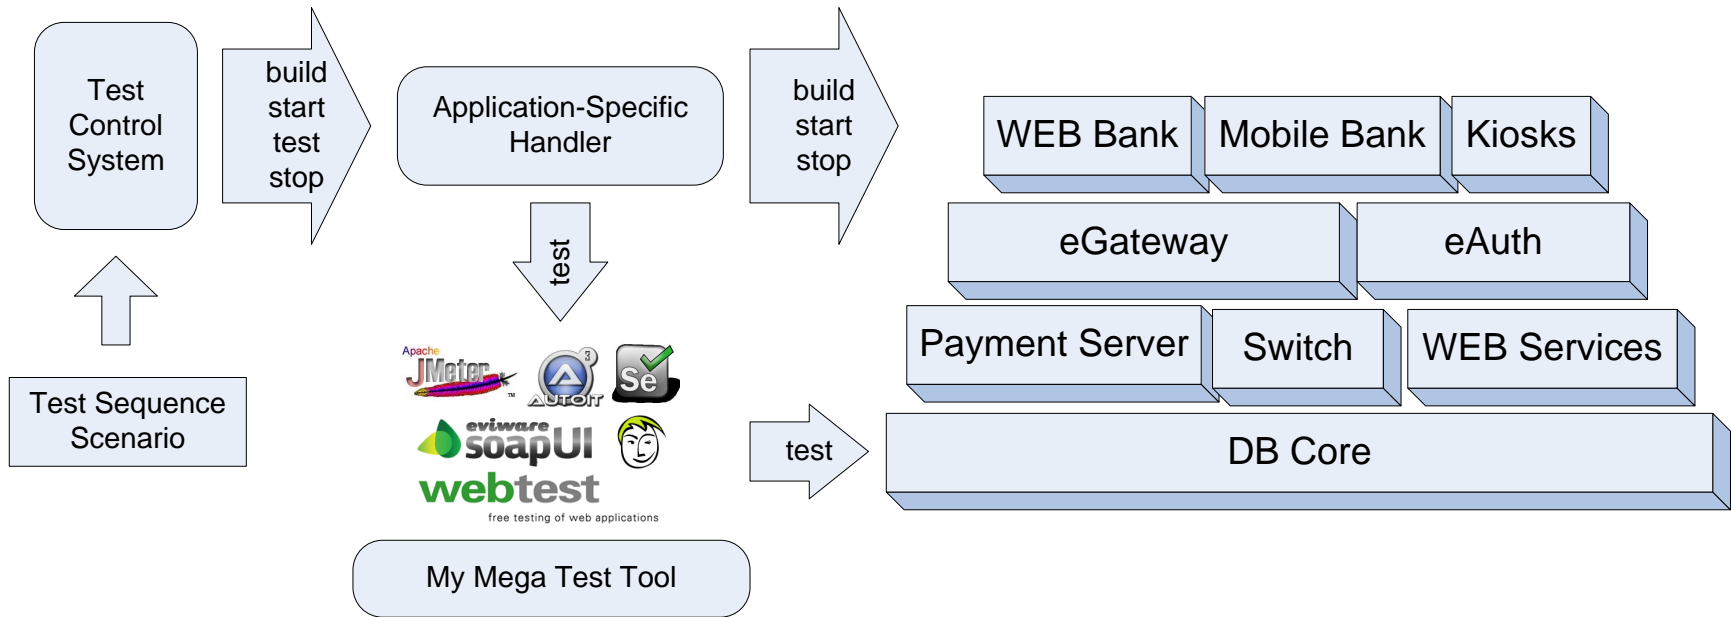 Test
Control
System
build
start
test
stop
Application-Specific
Handler
build
start
stop
WEB Bank
Mobile Bank
Kiosks
eGateway
eAuth
Payment Server
Switch
WEB Services
DB Core
test
Test Sequence
Scenario
Apache
JMeter
TM
3
AUTOIT
Se
eviware
soapUI
webtest
free testing of web applications
test
My Mega Test Tool